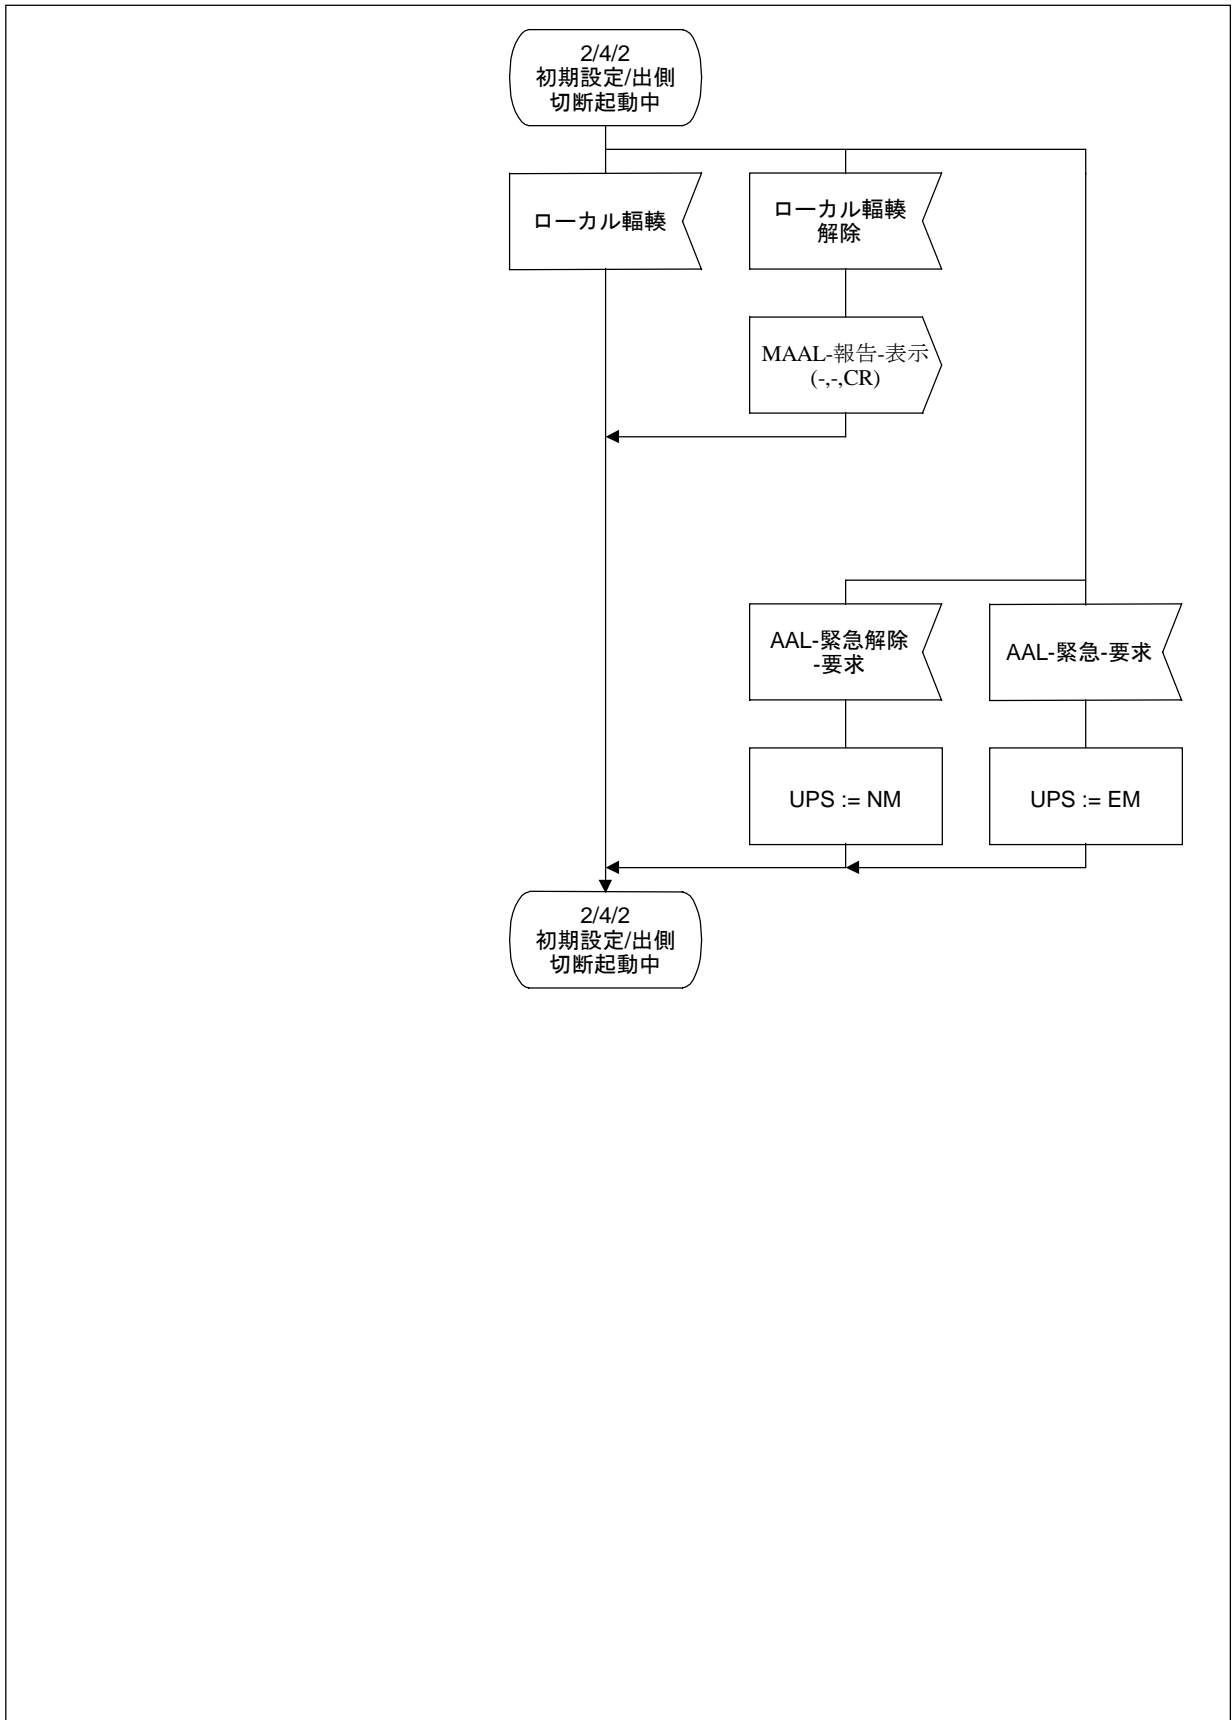 2/4/2
初期設定/出側
切断起動中
ローカル輻輳
ローカル輻輳
解除
MAAL-報告-表示
(-,-,CR)
AAL-緊急解除
-要求
AAL-緊急-要求
UPS := NM
UPS := EM
2/4/2
初期設定/出側
切断起動中